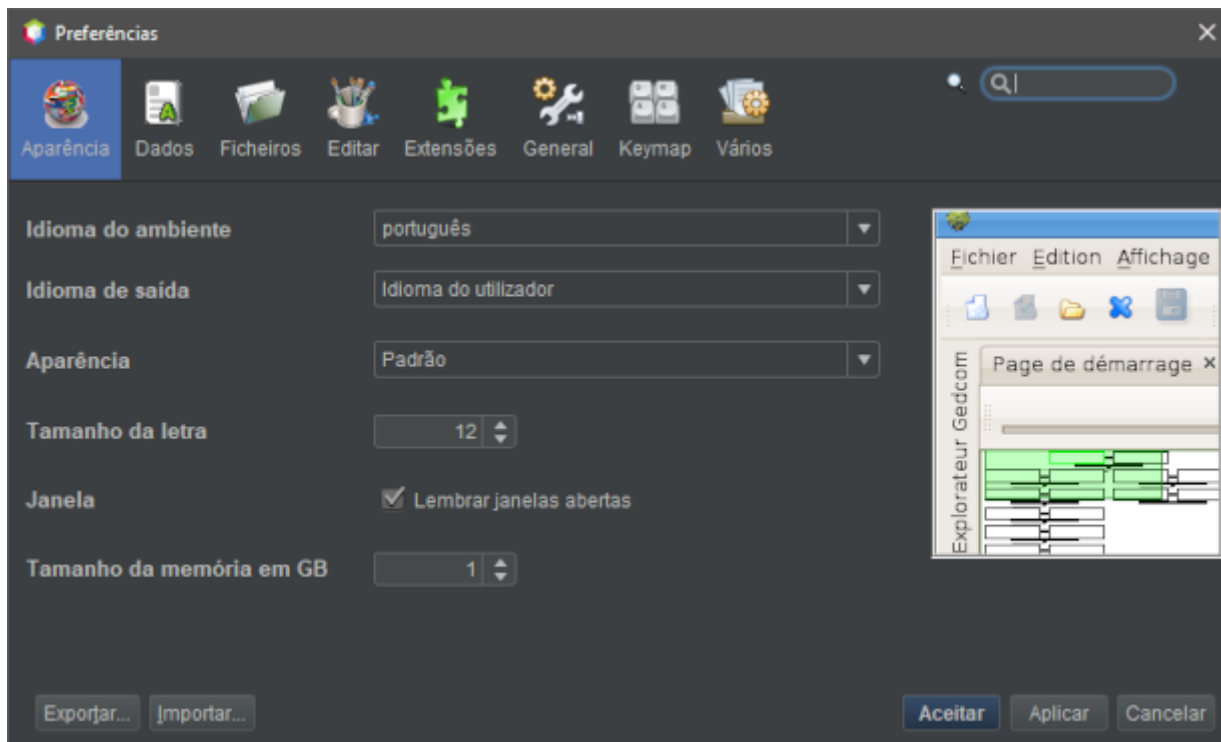 Preferências
Aparência
Dados
Ficheiros
Editar
Extensões
General
Keymap
Vários
Idioma do ambiente
português
Idioma de saída
Idioma do utilizador
Aparência
Padrão
Tamanho da letra
12
Janela
Lembrar janelas abertas
Tamanho da memória em GB
1
Fichier Edition Affichage
Page de démarrage ×
Explorateur Gedcom
Exportar...
Importar...
Aceitar
Aplicar
Cancelar